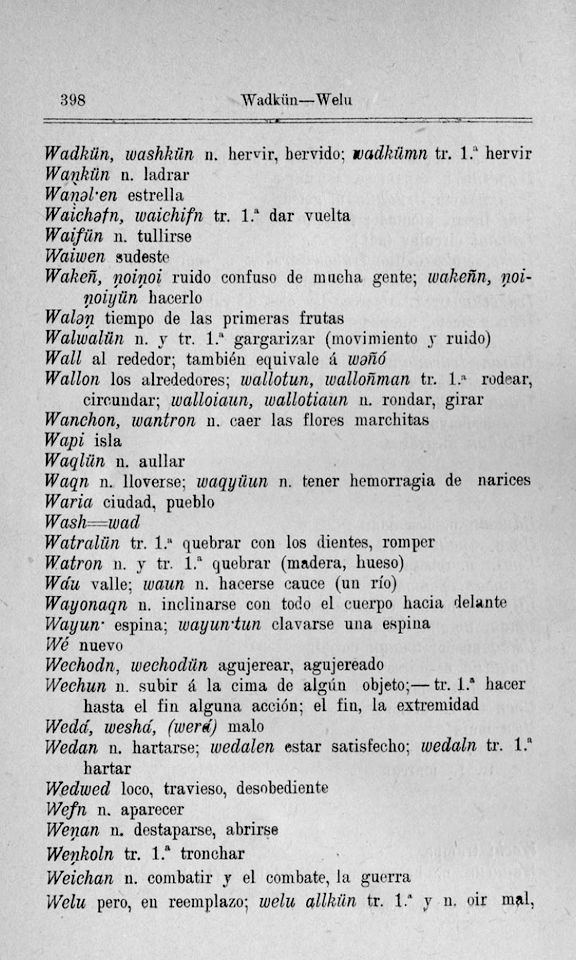 398 Wadkün—Welu
Wadkün, washkün n. hervir, hervido; wadkümn tr. 1.ª hervir
Waṉkün n. ladrar
Waṉəl·en estrella
Waichəfn, waichifn tr. 1.ª dar vuelta
Waifün n. tullirse
Waiwen sudeste
Wakeñ, ṉoiṉoi ruido confuso de mucha gente; wakeñn, ṉoi-
ṉoiyün hacerlo
Waləṉ tiempo de las primeras frutas
Walwalün n. y tr. 1.ª gargarizar (movimiento y ruido)
Wall al rededor; también equivale á wəñó
Wallon los alrededores; wallotun, walloñman tr. 1.ª rodear,
circundar; walloiaun, wallotiaun n. rondar, girar
Wanchon, wantron n. caer las flores marchitas
Wapi isla
Waqlün n. aullar
Waqn n. lloverse; waqyüun n. tener hemorragia de narices
Waria ciudad, pueblo
Wash=wad
Watralün tr. 1.ª quebrar con los dientes, romper
Watron n. y tr. 1.ª quebrar (madera, hueso)
Wáu valle; waun n. hacerse cauce (un río)
Wayonaqn n. inclinarse con todo el cuerpo hacia delante
Wayun· espina; wayun·tun clavarse una espina
Wé nuevo
Wechodn, wechodün agujerear, agujereado
Wechun n. subir á la cima de algún objeto;— tr. 1.ª hacer
hasta el fin alguna acción; el fin, la extremidad
Wedá, weshá, (werá) malo
Wedan n. hartarse; wedalen estar satisfecho; wedaln tr. 1.ª
hartar
Wedwed loco, travieso, desobediente
Wefn n. aparecer
Weṉan n. destaparse, abrirse
Weṉkoln tr. 1.ª tronchar
Weichan n. combatir y el combate, la guerra
Welu pero, en reemplazo; welu allkün tr. 1.ª y n. oir mal,